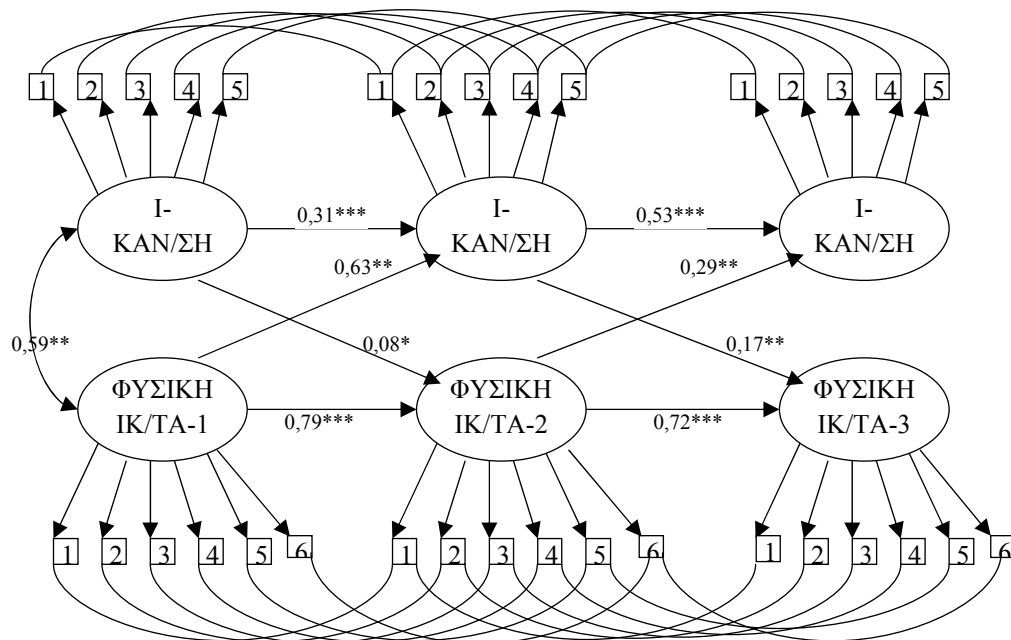 1 2 3 4 5 1 2 3 4 5 1 2 3 4 5
Ι-
ΚΑΝ/ΣΗ
0,31***
Ι-
ΚΑΝ/ΣΗ
0,53***
Ι-
ΚΑΝ/ΣΗ
0,63**
0,29**
0,59**
0,08*
0,17**
ΦΥΣΙΚΗ
ΙΚ/ΤΑ-1
0,79***
ΦΥΣΙΚΗ
ΙΚ/ΤΑ-2
0,72***
ΦΥΣΙΚΗ
ΙΚ/ΤΑ-3
1 2 3 4 5 6 1 2 3 4 5 6 1 2 3 4 5 6